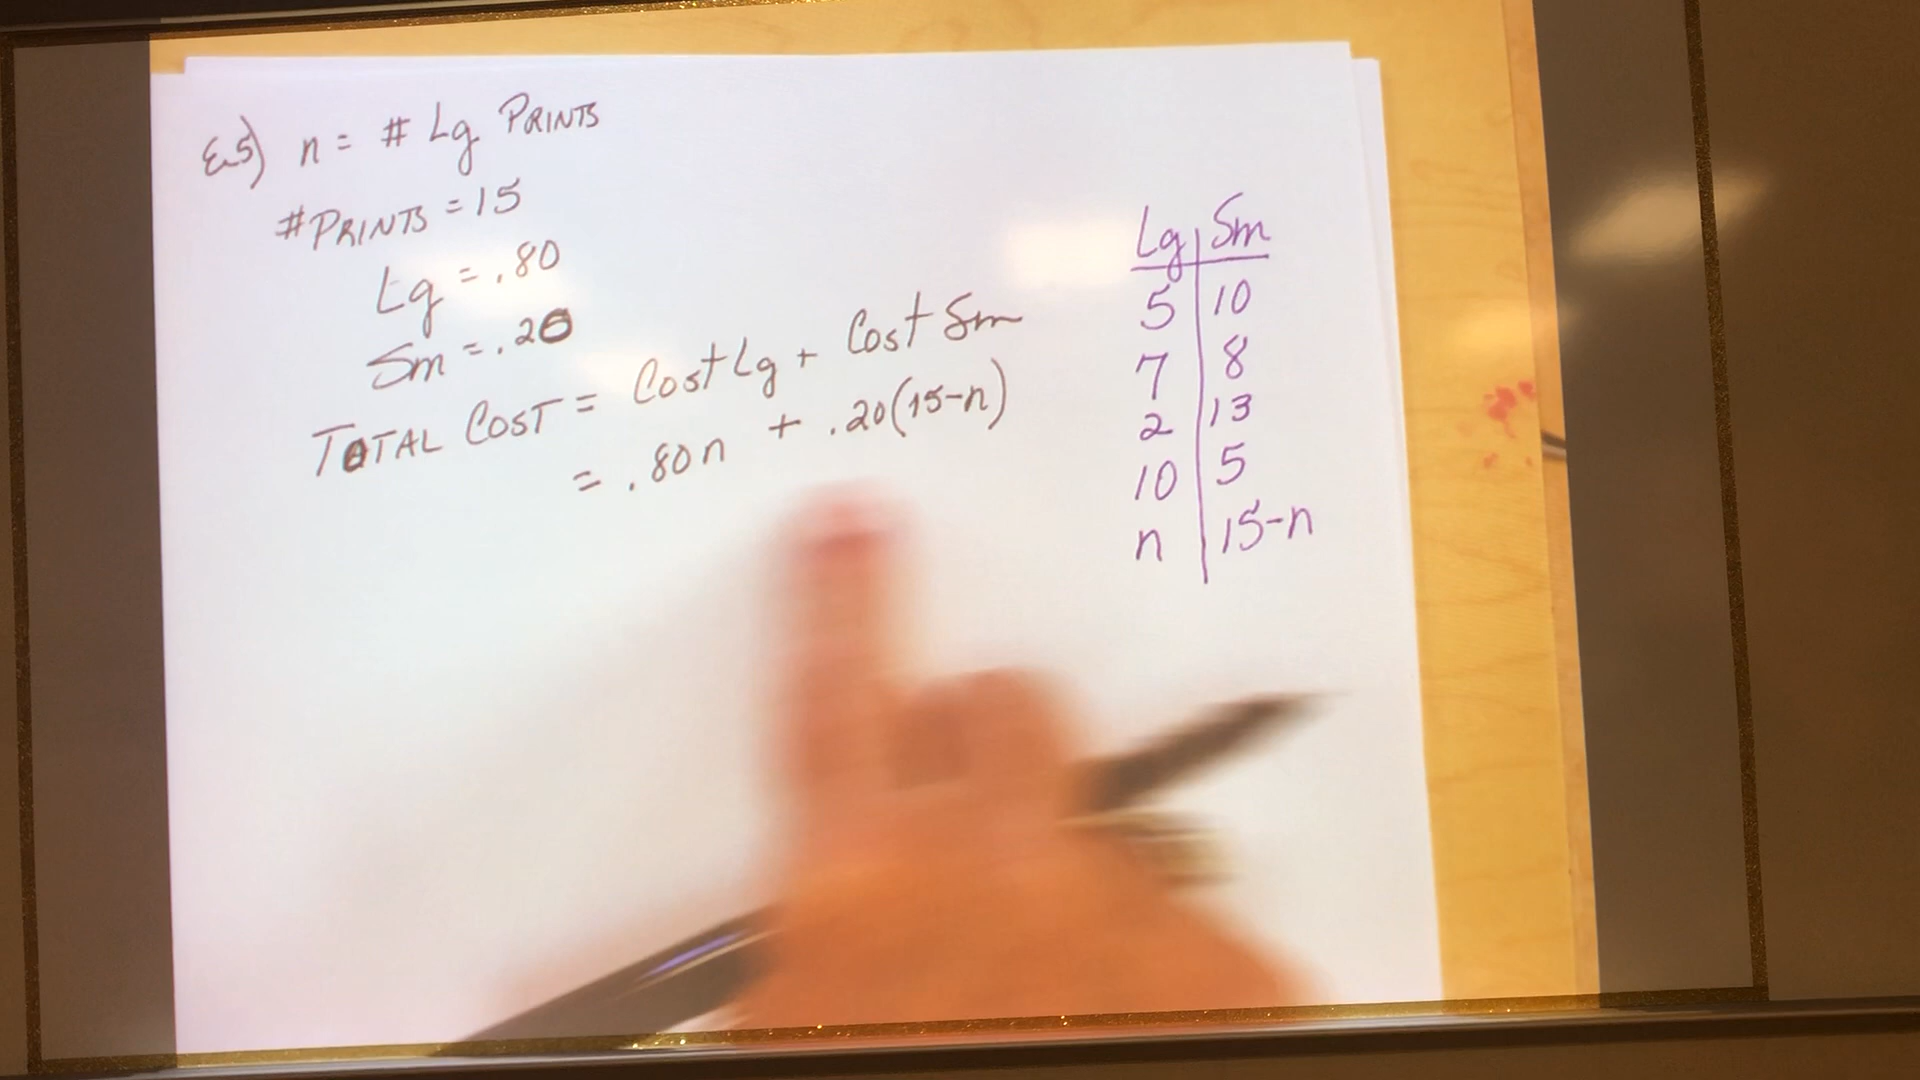 Ex5) n = # Lg PRINTS
#PRINTS = 15
Lg = .80
Sm = .20
TOTAL COST = Cost Lg + Cost Sm
= .80n + .20(15-n)
Lg Sm
5 10
7 8
2 13
10 5
n 15-n